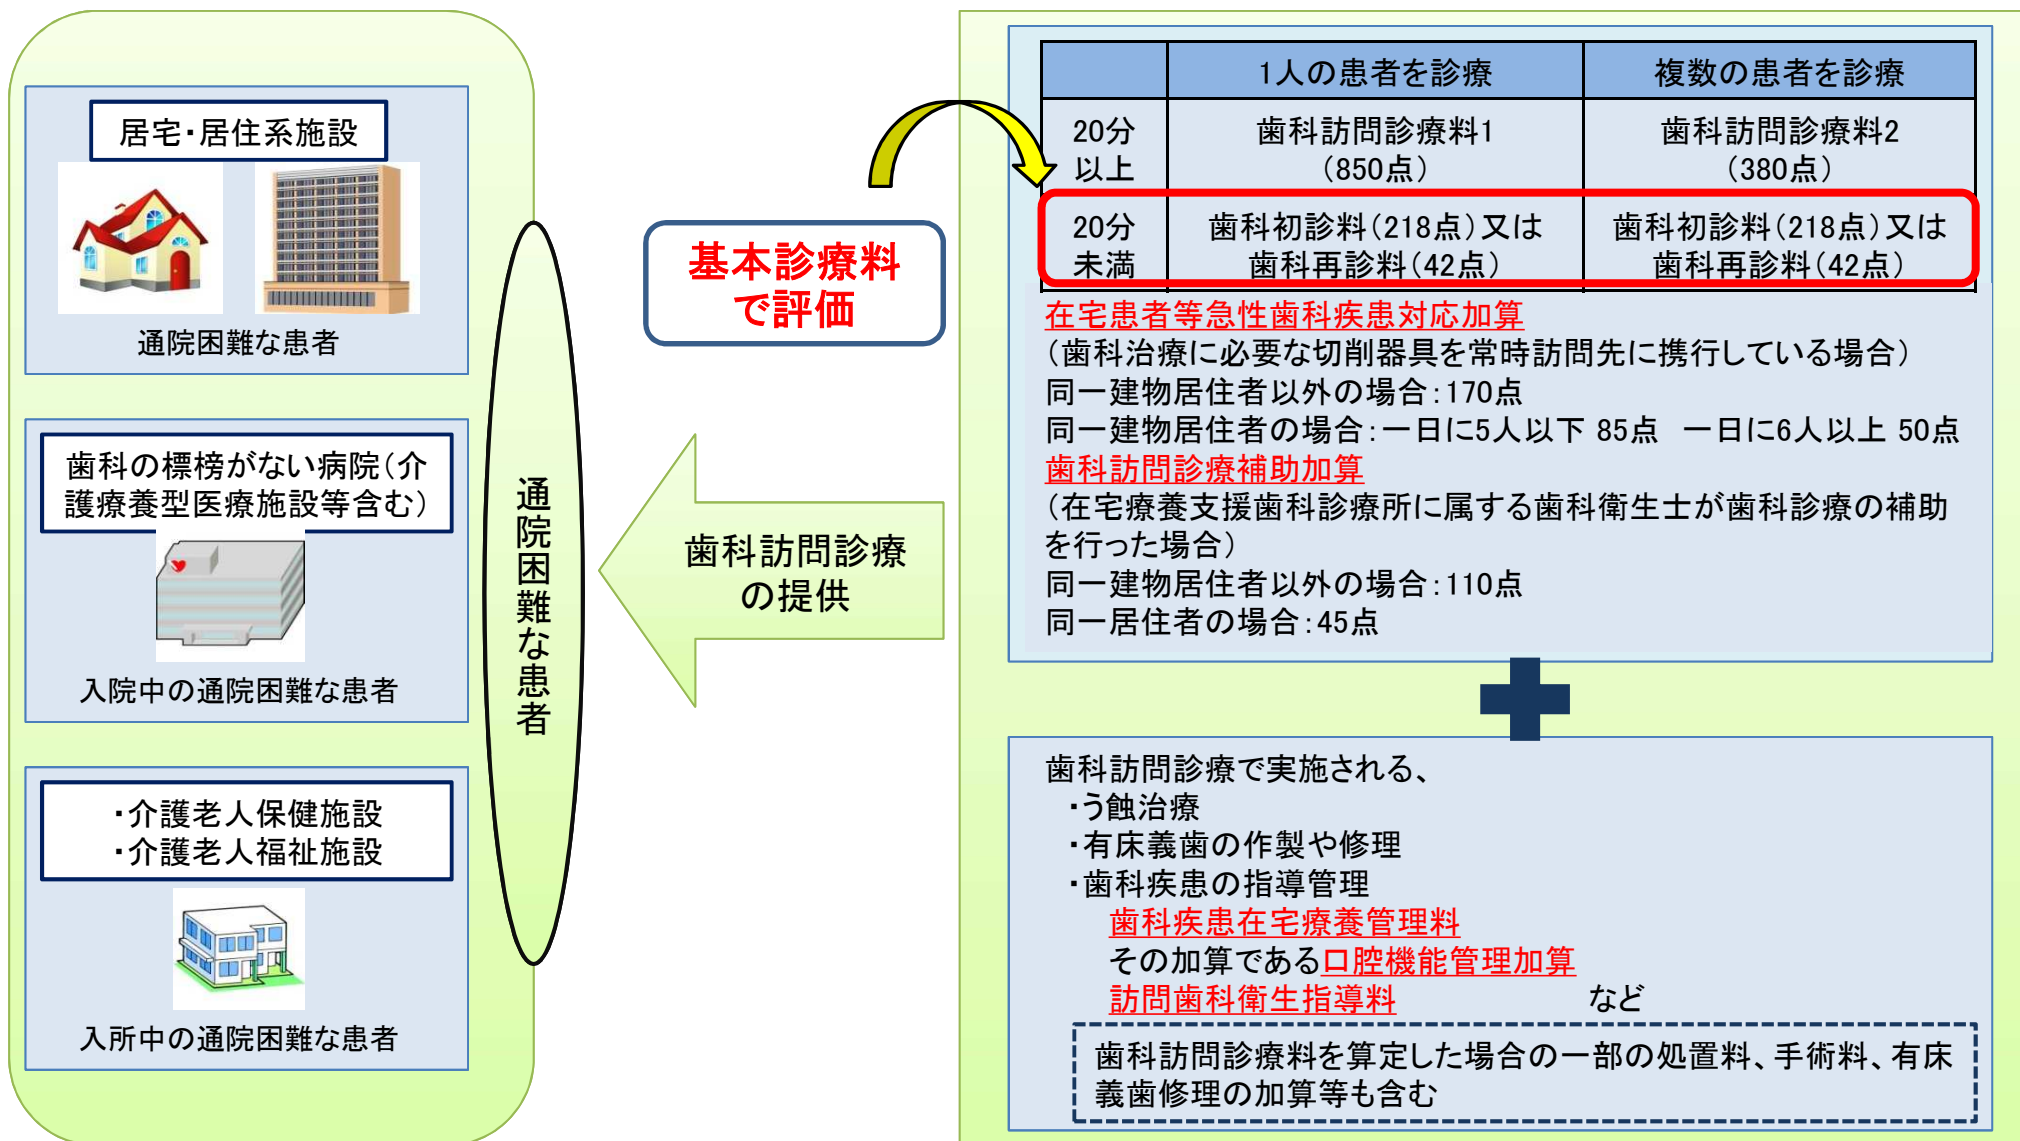 居宅・居住系施設
通院困難な患者
歯科の標榜がない病院（介
護療養型医療施設等含む）
入院中の通院困難な患者
・介護老人保健施設
・介護老人福祉施設
入所中の通院困難な患者
通院困難な患者
歯科訪問診療
の提供
基本診療料
で評価
1人の患者を診療
複数の患者を診療
20分
以上
歯科訪問診療料1
（850点）
歯科訪問診療料2
（380点）
20分
未満
歯科初診料（218点）又は
歯科再診料（42点）
歯科初診料（218点）又は
歯科再診料（42点）
在宅患者等急性歯科疾患対応加算
（歯科治療に必要な切削器具を常時訪問先に携行している場合）
同一建物居住者以外の場合：170点
同一建物居住者の場合：一日に5人以下 85点　一日に6人以上 50点
歯科訪問診療補助加算
（在宅療養支援歯科診療所に属する歯科衛生士が歯科診療の補助
を行った場合）
同一建物居住者以外の場合：110点
同一居住者の場合：45点
歯科訪問診療で実施される、
・う蝕治療
・有床義歯の作製や修理
・歯科疾患の指導管理
歯科疾患在宅療養管理料
その加算である口腔機能管理加算
訪問歯科衛生指導料　　　　　　など
歯科訪問診療料を算定した場合の一部の処置料、手術料、有床
義歯修理の加算等も含む